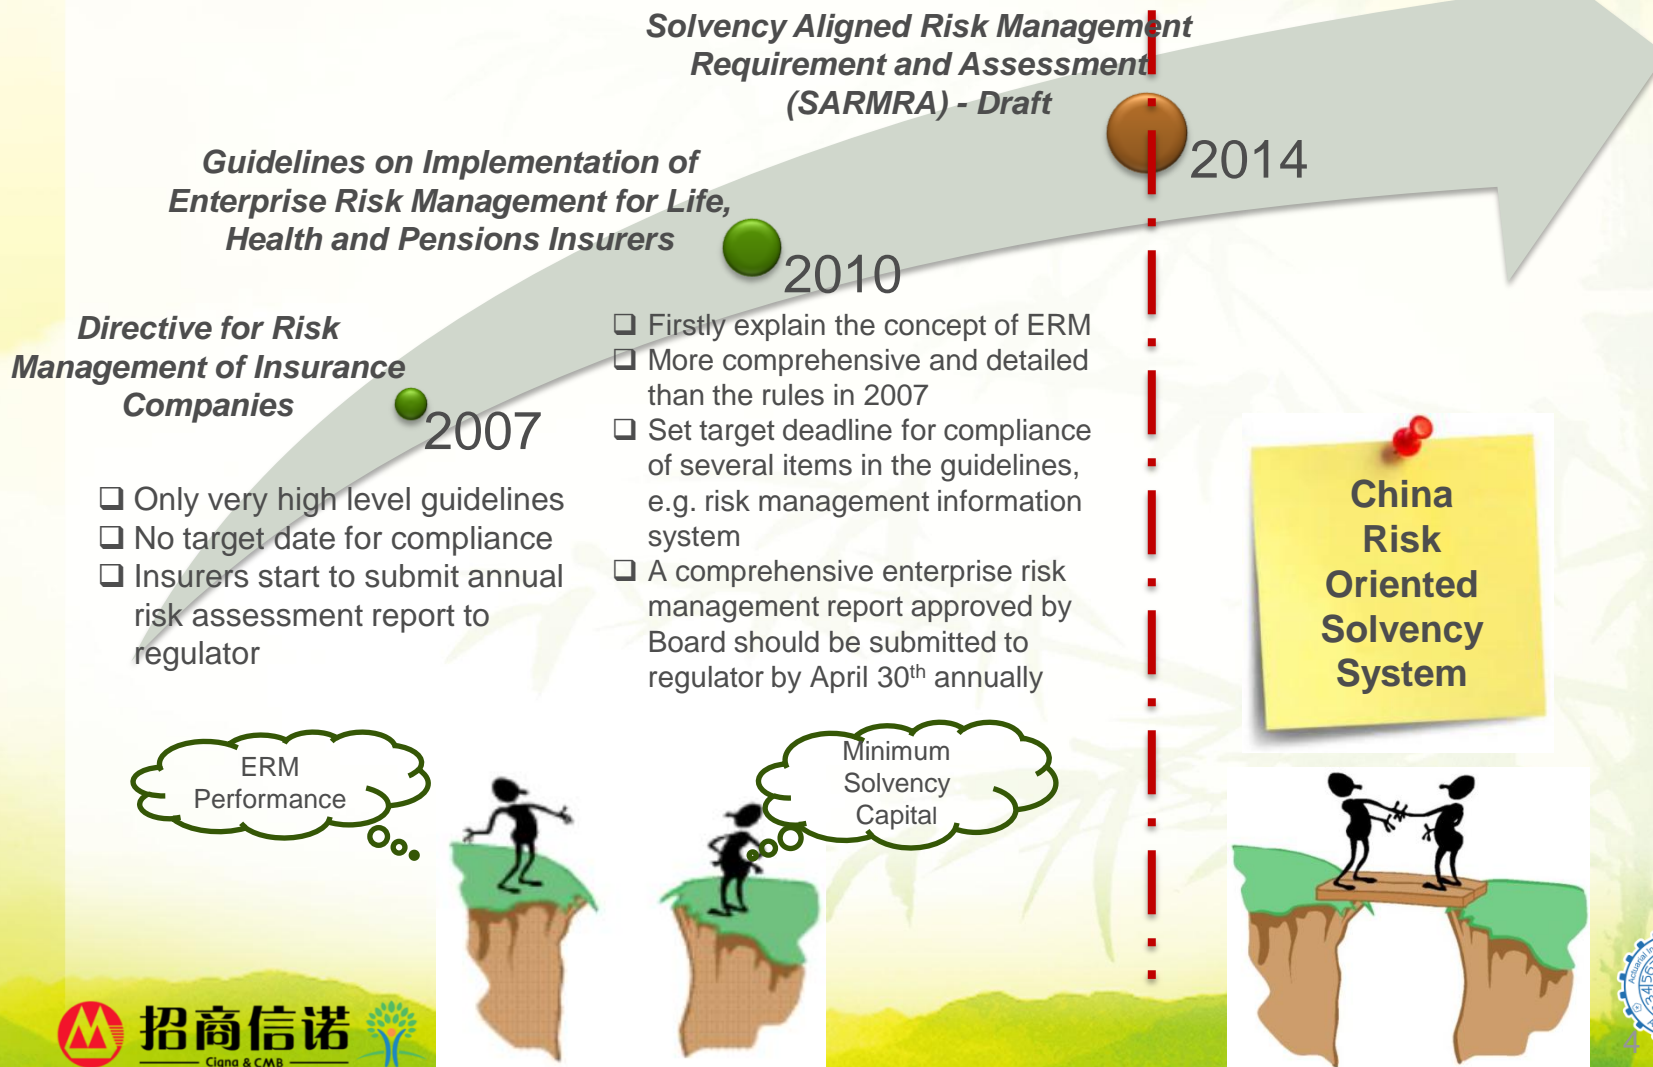 Solvency Aligned Risk Management
Requirement and Assessment
(SARMRA) - Draft
2014
Guidelines on Implementation of
Enterprise Risk Management for Life,
Health and Pensions Insurers
2010
Directive for Risk
Management of Insurance
Companies
2007
❑ Only very high level guidelines
❑ No target date for compliance
❑ Insurers start to submit annual
risk assessment report to
regulator
❑ Firstly explain the concept of ERM
❑ More comprehensive and detailed
than the rules in 2007
❑ Set target deadline for compliance
of several items in the guidelines,
e.g. risk management information
system
❑ A comprehensive enterprise risk
management report approved by
Board should be submitted to
regulator by April 30th annually
China
Risk
Oriented
Solvency
System
ERM
Performance
Minimum
Solvency
Capital
招商信诺
Cigna & CMB
4